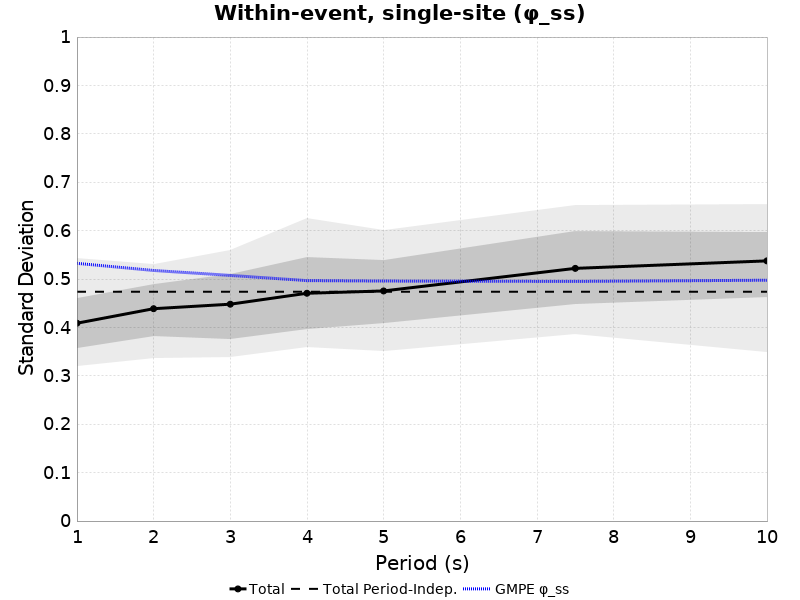 Within-event, single-site (φ_ss)
1
0.9
0.8
0.7
0.6
0.5
0.4
0.3
0.2
0.1
0
Standard Deviation
1 2 3 4 5 6 7 8 9 10
Period (s)
Total Total Period-Indep. GMPE φ_ss